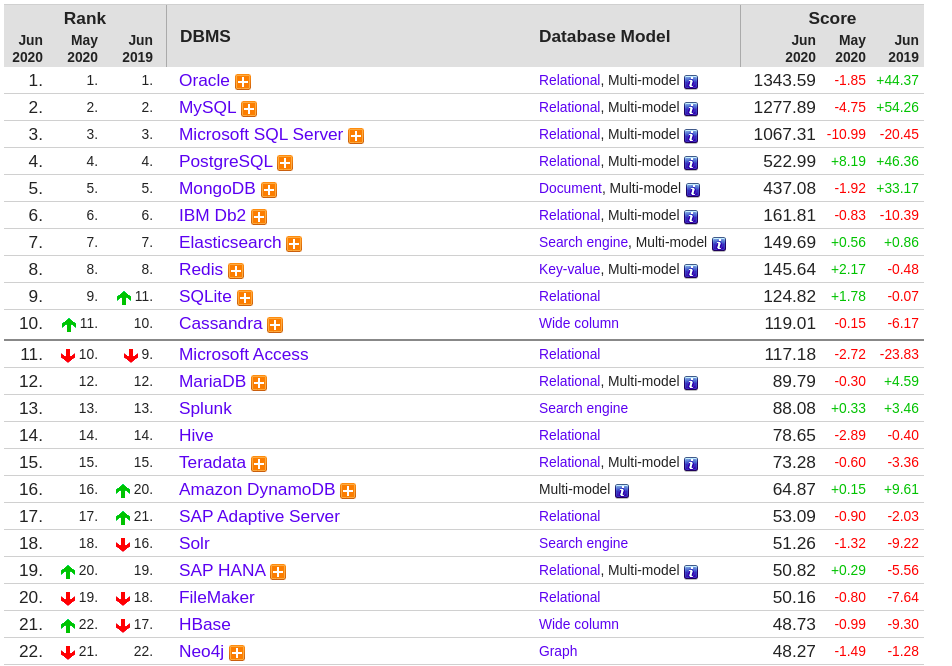 Rank DBMS Database Model Score
Jun 2020 May 2020 Jun 2019 Jun 2020 May 2020 Jun 2019
1. 1. 1. Oracle Relational, Multi-model 1343.59 -1.85 +44.37
2. 2. 2. MySQL Relational, Multi-model 1277.89 -4.75 +54.26
3. 3. 3. Microsoft SQL Server Relational, Multi-model 1067.31 -10.99 -20.45
4. 4. 4. PostgreSQL Relational, Multi-model 522.99 +8.19 +46.36
5. 5. 5. MongoDB Document, Multi-model 437.08 -1.92 +33.17
6. 6. 6. IBM Db2 Relational, Multi-model 161.81 -0.83 -10.39
7. 7. 7. Elasticsearch Search engine, Multi-model 149.69 +0.56 +0.86
8. 8. 8. Redis Key-value, Multi-model 145.64 +2.17 -0.48
9. 9. 11. SQLite Relational 124.82 +1.78 -0.07
10. 11. 10. Cassandra Wide column 119.01 -0.15 -6.17
11. 10. 9. Microsoft Access Relational 117.18 -2.72 -23.83
12. 12. 12. MariaDB Relational, Multi-model 89.79 -0.30 +4.59
13. 13. 13. Splunk Search engine 88.08 +0.33 +3.46
14. 14. 14. Hive Relational 78.65 -2.89 -0.40
15. 15. 15. Teradata Relational, Multi-model 73.28 -0.60 -3.36
16. 16. 20. Amazon DynamoDB Multi-model 64.87 +0.15 +9.61
17. 17. 21. SAP Adaptive Server Relational 53.09 -0.90 -2.03
18. 18. 16. Solr Search engine 51.26 -1.32 -9.22
19. 20. 19. SAP HANA Relational, Multi-model 50.82 +0.29 -5.56
20. 19. 18. FileMaker Relational 50.16 -0.80 -7.64
21. 22. 17. HBase Wide column 48.73 -0.99 -9.30
22. 21. 22. Neo4j Graph 48.27 -1.49 -1.28